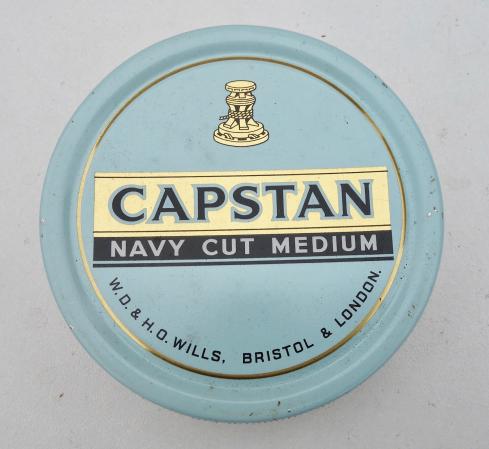 CAPSTAN
NAVY CUT MEDIUM
W.D. & H.O. WILLS, BRISTOL & LONDON.